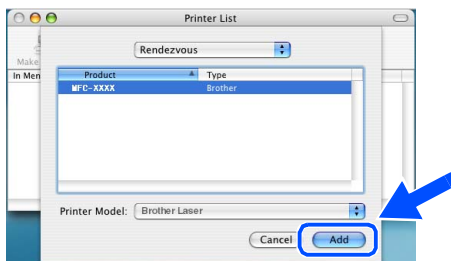 Printer List
Rendezvous
Make
In Men
Product Type
MFC-XXXX Brother
Printer Model: Brother Laser
Cancel Add